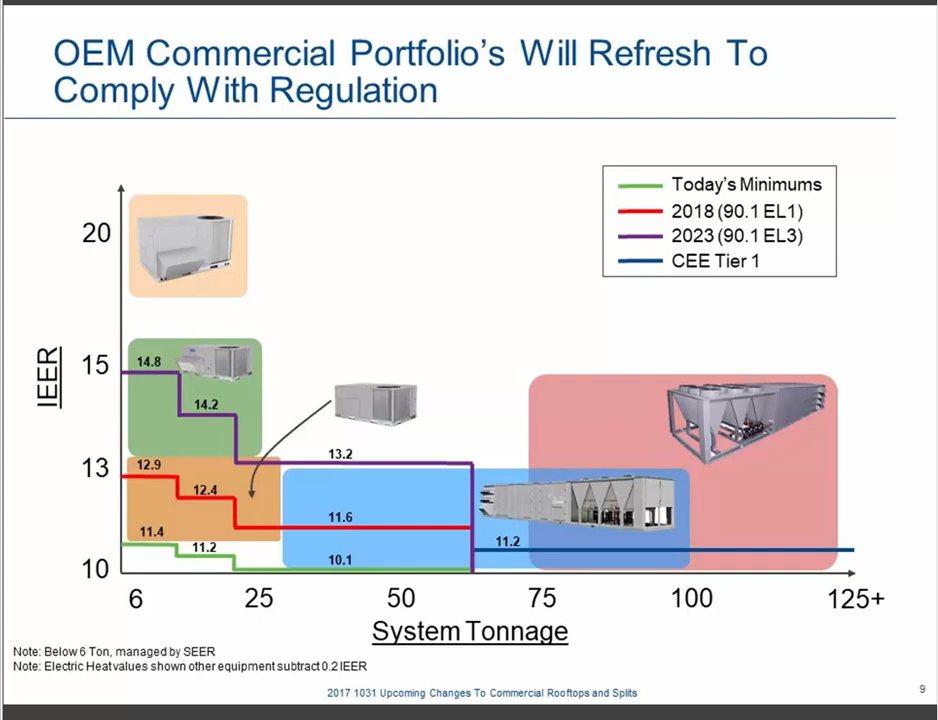 OEM Commercial Portfolio's Will Refresh To
Comply With Regulation
Today's Minimums
2018 (90.1 EL1)
2023 (90.1 EL3)
CEE Tier 1
IEER
20
15
13
10
14.8
14.2
13.2
12.9
12.4
11.6
11.4
11.2
10.1
11.2
6
25
50
75
100
125+
System Tonnage
Note: Below 6 Ton, managed by SEER
Note: Electric Heat values shown other equipment subtract 0.2 IEER
2017 1031 Upcoming Changes To Commercial Rooftops and Splits
9